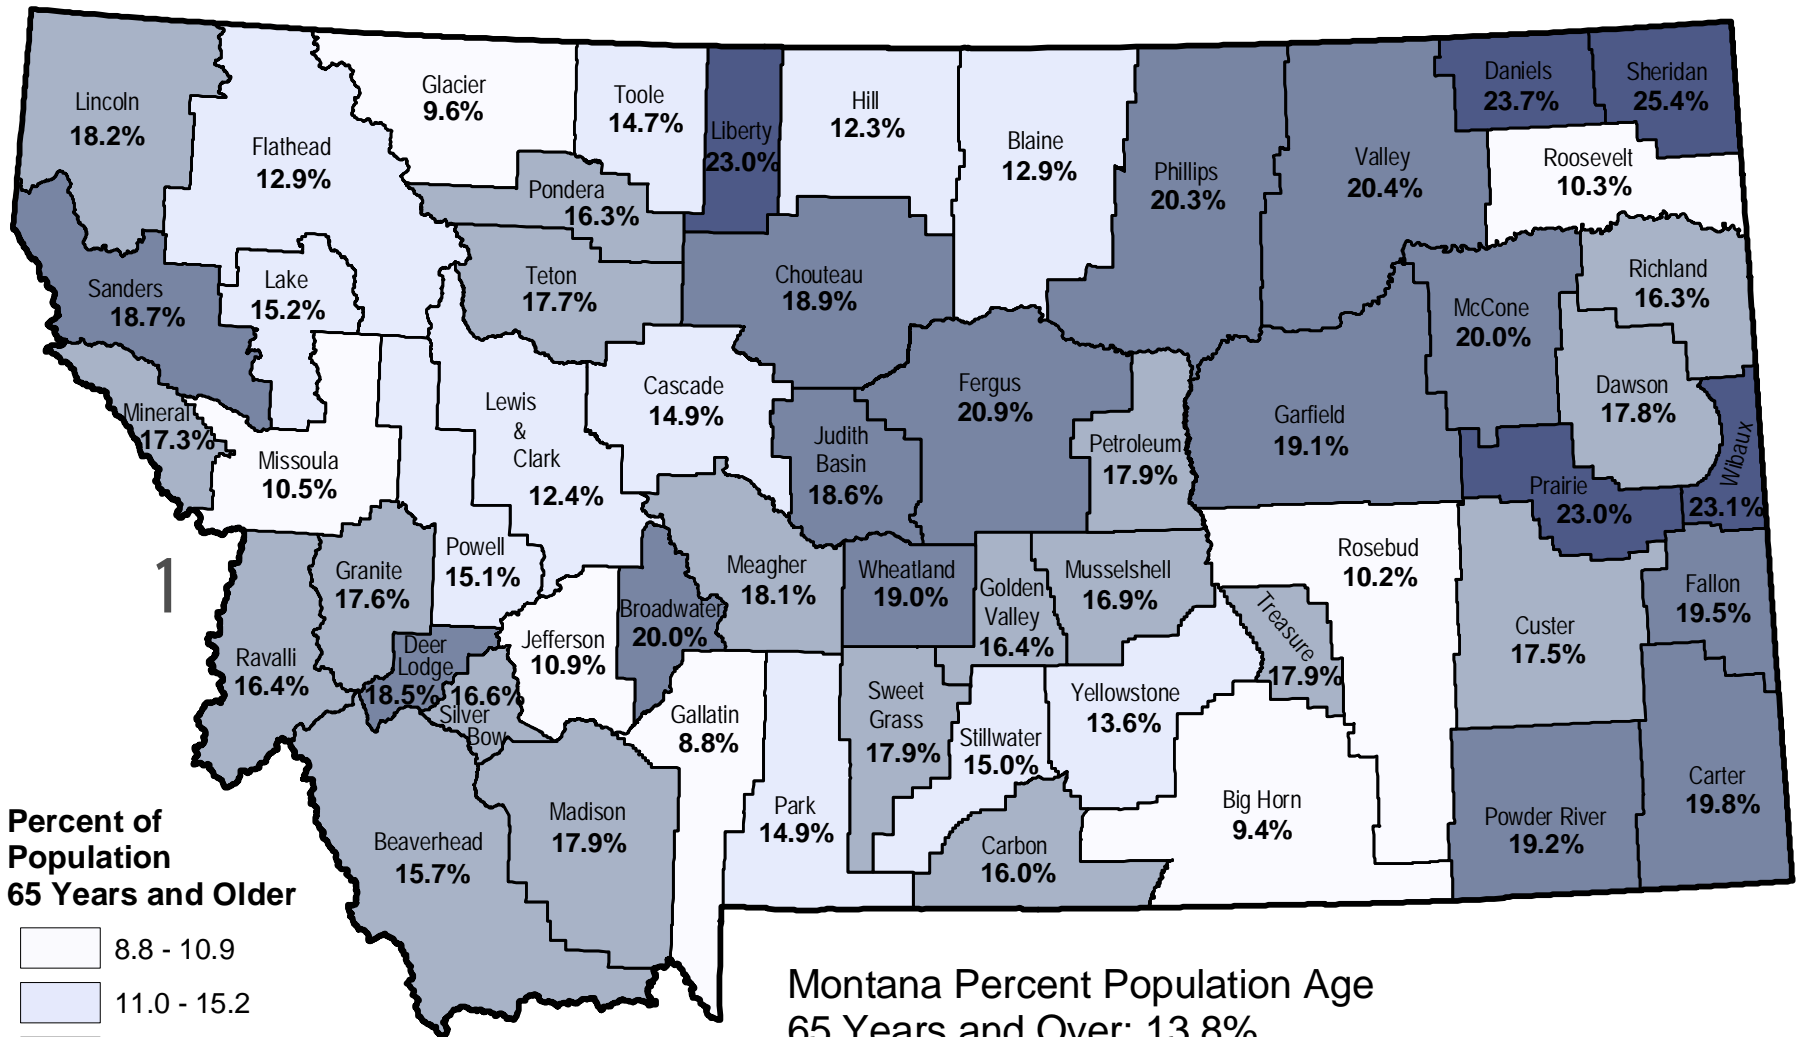 Lincoln
18.2%
Flathead
12.9%
Glacier
9.6%
Toole
14.7%
Liberty
23.0%
Hill
12.3%
Blaine
12.9%
Phillips
20.3%
Valley
20.4%
Daniels
23.7%
Sheridan
25.4%
Roosevelt
10.3%
Pondera
16.3%
Sanders
18.7%
Lake
15.2%
Teton
17.7%
Chouteau
18.9%
McCone
20.0%
Richland
16.3%
Mineral
17.3%
Missoula
10.5%
Lewis
&
Clark
12.4%
Cascade
14.9%
Judith
Basin
18.6%
Fergus
20.9%
Petroleum
17.9%
Garfield
19.1%
Dawson
17.8%
Prairie
23.0%
Wibaux
23.1%
1
Ravalli
16.4%
Granite
17.6%
Powell
15.1%
Deer
Lodge
18.5%
16.6%
Silver
Bow
Jefferson
10.9%
Broadwater
20.0%
Meagher
18.1%
Wheatland
19.0%
Golden
Valley
16.4%
Musselshell
16.9%
Treasure
17.9%
Rosebud
10.2%
Custer
17.5%
Fallon
19.5%
Beaverhead
15.7%
Madison
17.9%
Gallatin
8.8%
Park
14.9%
Sweet
Grass
17.9%
Stillwater
15.0%
Yellowstone
13.6%
Carbon
16.0%
Big Horn
9.4%
Powder River
19.2%
Carter
19.8%
Percent of
Population
65 Years and Older
8.8 - 10.9
11.0 - 15.2
Montana Percent Population Age
65 Years and Over: 13.8%